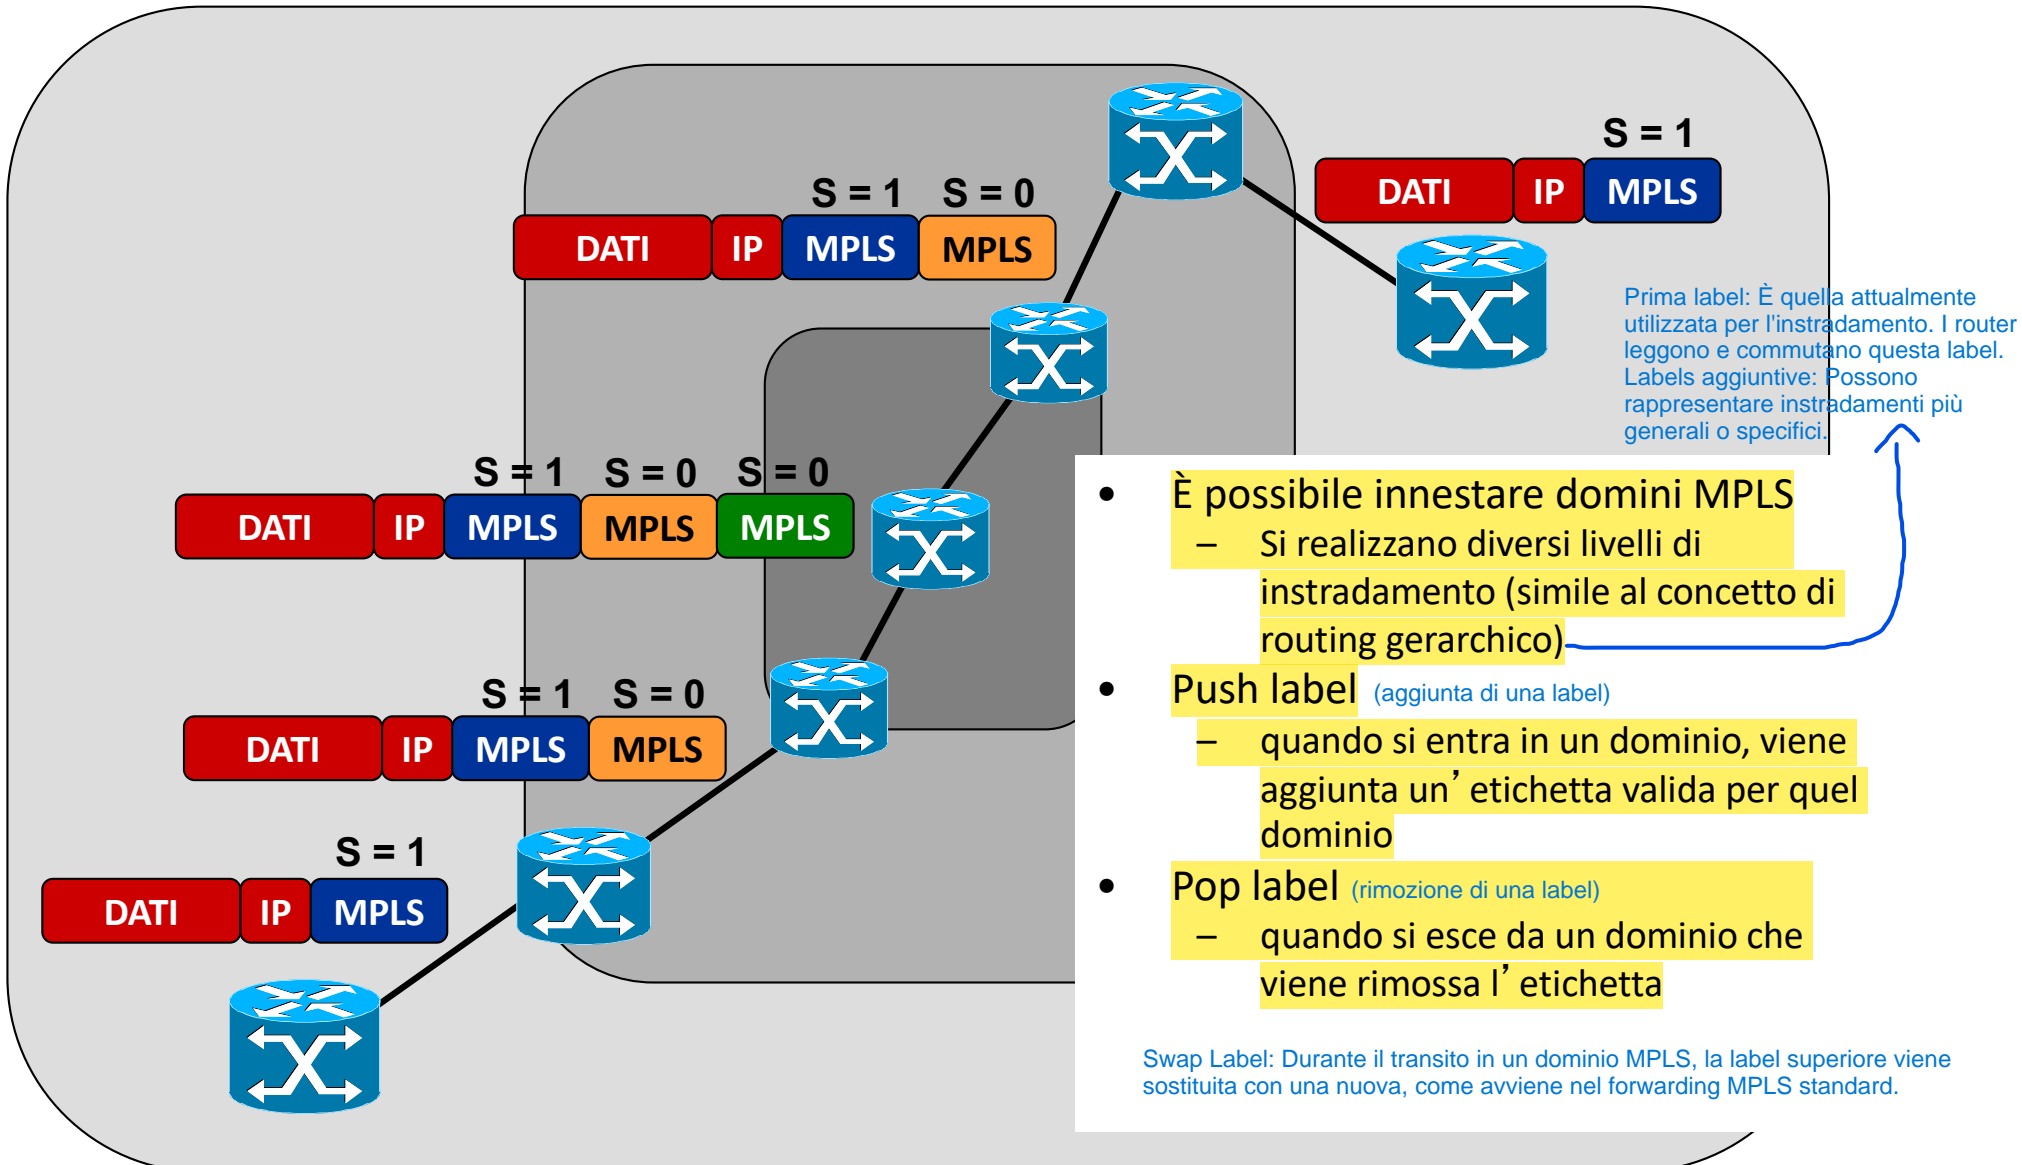 S = 1
DATI IP MPLS
S = 1 S = 0
DATI IP MPLS MPLS
Prima label: È quella attualmente
utilizzata per l'instradamento. I router
leggono e commutano questa label.
Labels aggiuntive: Possono
rappresentare instradamenti più
generali o specifici.
S = 1 S = 0 S = 0
DATI IP MPLS MPLS MPLS
• È possibile innestare domini MPLS
– Si realizzano diversi livelli di
instradamento (simile al concetto di
routing gerarchico)
• Push label (aggiunta di una label)
– quando si entra in un dominio, viene
aggiunta un’ etichetta valida per quel
dominio
• Pop label (rimozione di una label)
– quando si esce da un dominio che
viene rimossa l’ etichetta
Swap Label: Durante il transito in un dominio MPLS, la label superiore viene
sostituita con una nuova, come avviene nel forwarding MPLS standard.
S = 1 S = 0
DATI IP MPLS MPLS
S = 1
DATI IP MPLS